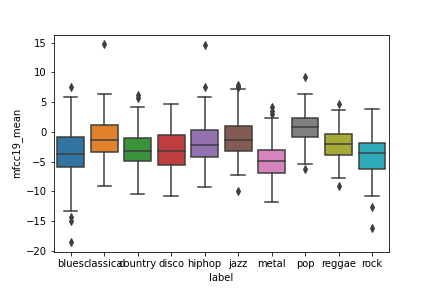 15
10
5
0
−5
−10
−15
−20
mfcc19_mean
blues classical country disco hiphop jazz metal pop reggae rock
label